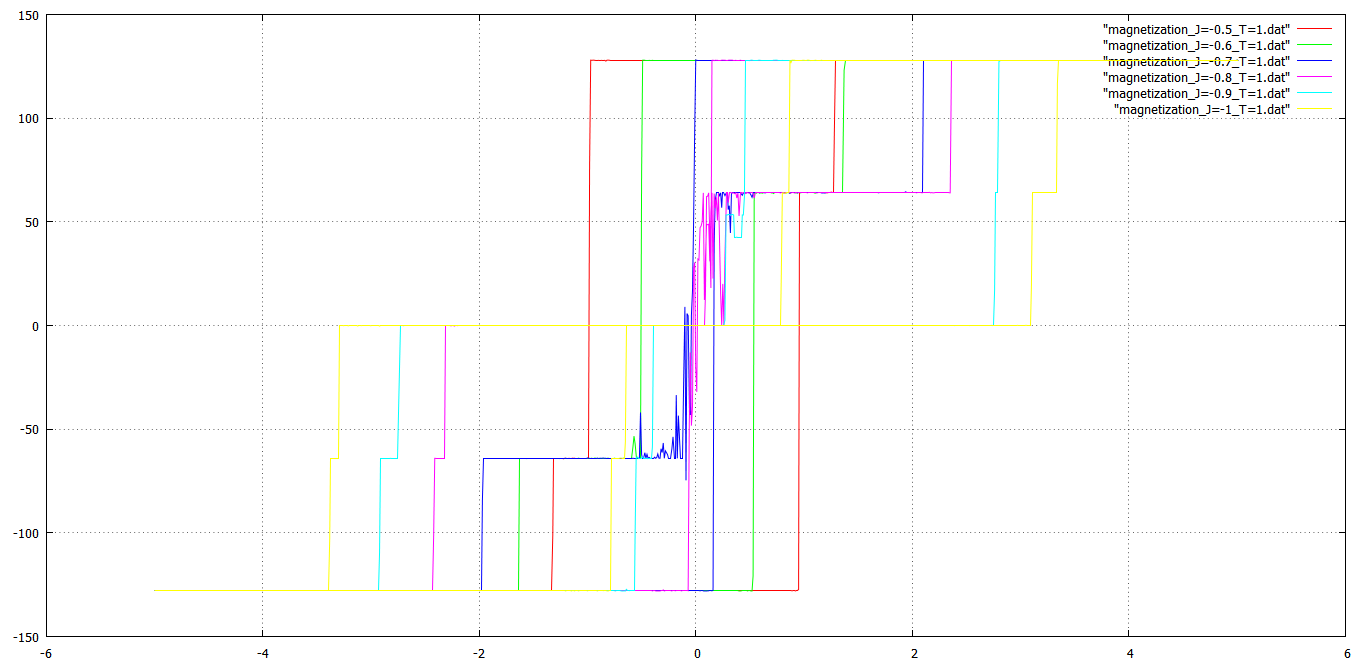 150
100
50
0
-50
-100
-150
-6
-4
-2
0
2
4
6
"magnetization_J=-0.5_T=1.dat"
"magnetization_J=-0.6_T=1.dat"
"magnetization_J=-0.7_T=1.dat"
"magnetization_J=-0.8_T=1.dat"
"magnetization_J=-0.9_T=1.dat"
"magnetization_J=-1_T=1.dat"